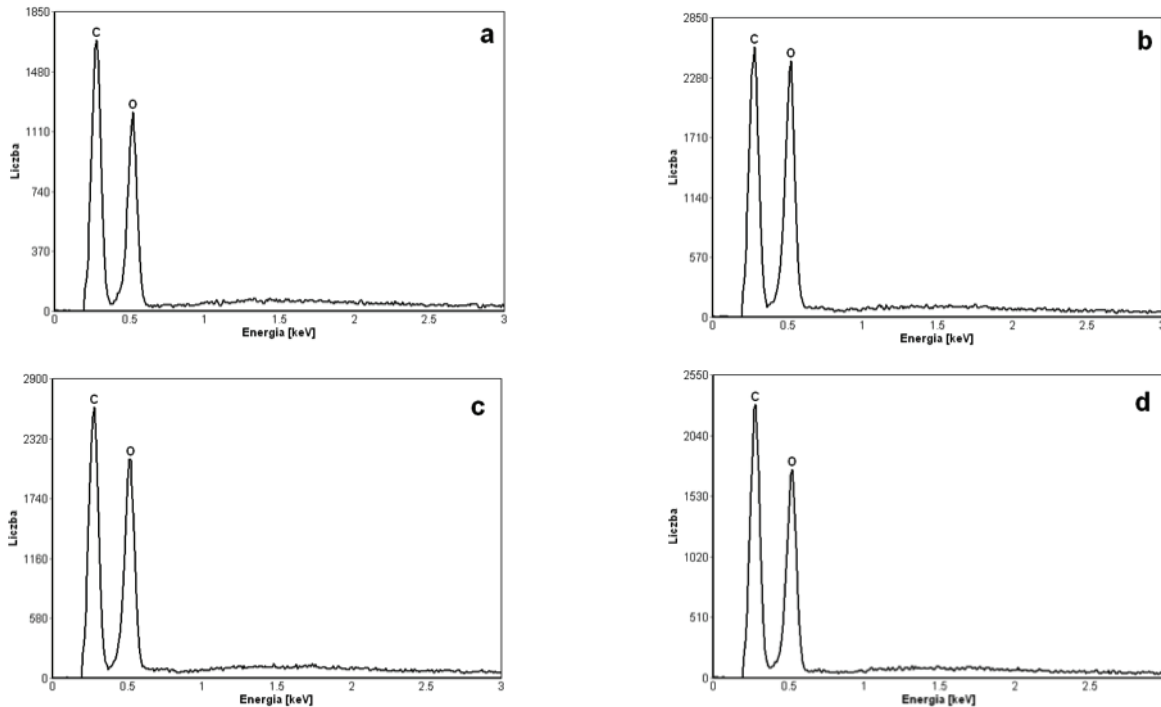 a
1850
1480
1110
740
370
0
Liczba
C
O
0 0.5 1 1.5 2 2.5 3
Energia [keV]
b
2850
2280
1710
1140
570
0
Liczba
C
O
0 0.5 1 1.5 2 2.5 3
Energia [keV]
c
2900
2320
1740
1160
580
0
Liczba
C
O
0 0.5 1 1.5 2 2.5 3
Energia [keV]
d
2550
2040
1530
1020
510
0
Liczba
C
O
0 0.5 1 1.5 2 2.5 3
Energia [keV]